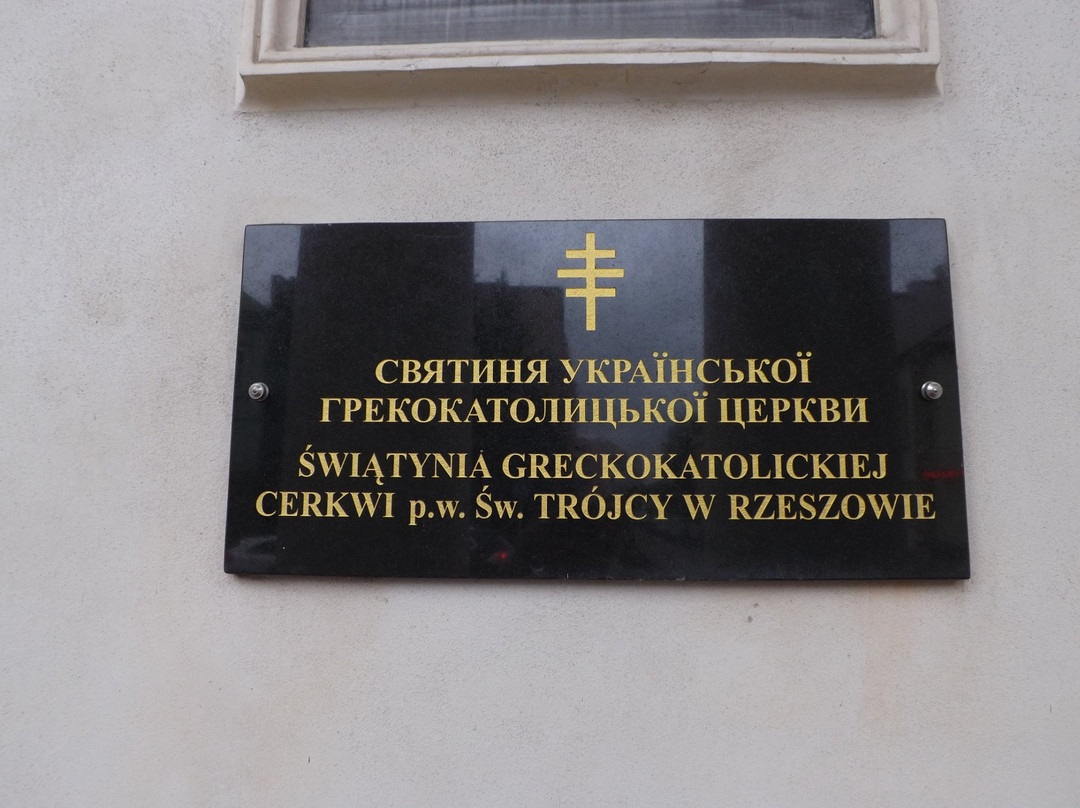 СВЯТИНЯ УКРАЇНСЬКОЇ
ГРЕКОКАТОЛИЦЬКОЇ ЦЕРКВИ
ŚWIĄTYNIA GRECKOKATOLICKIEJ
CERKWI p.w. Św. TRÓJCY W RZESZOWIE